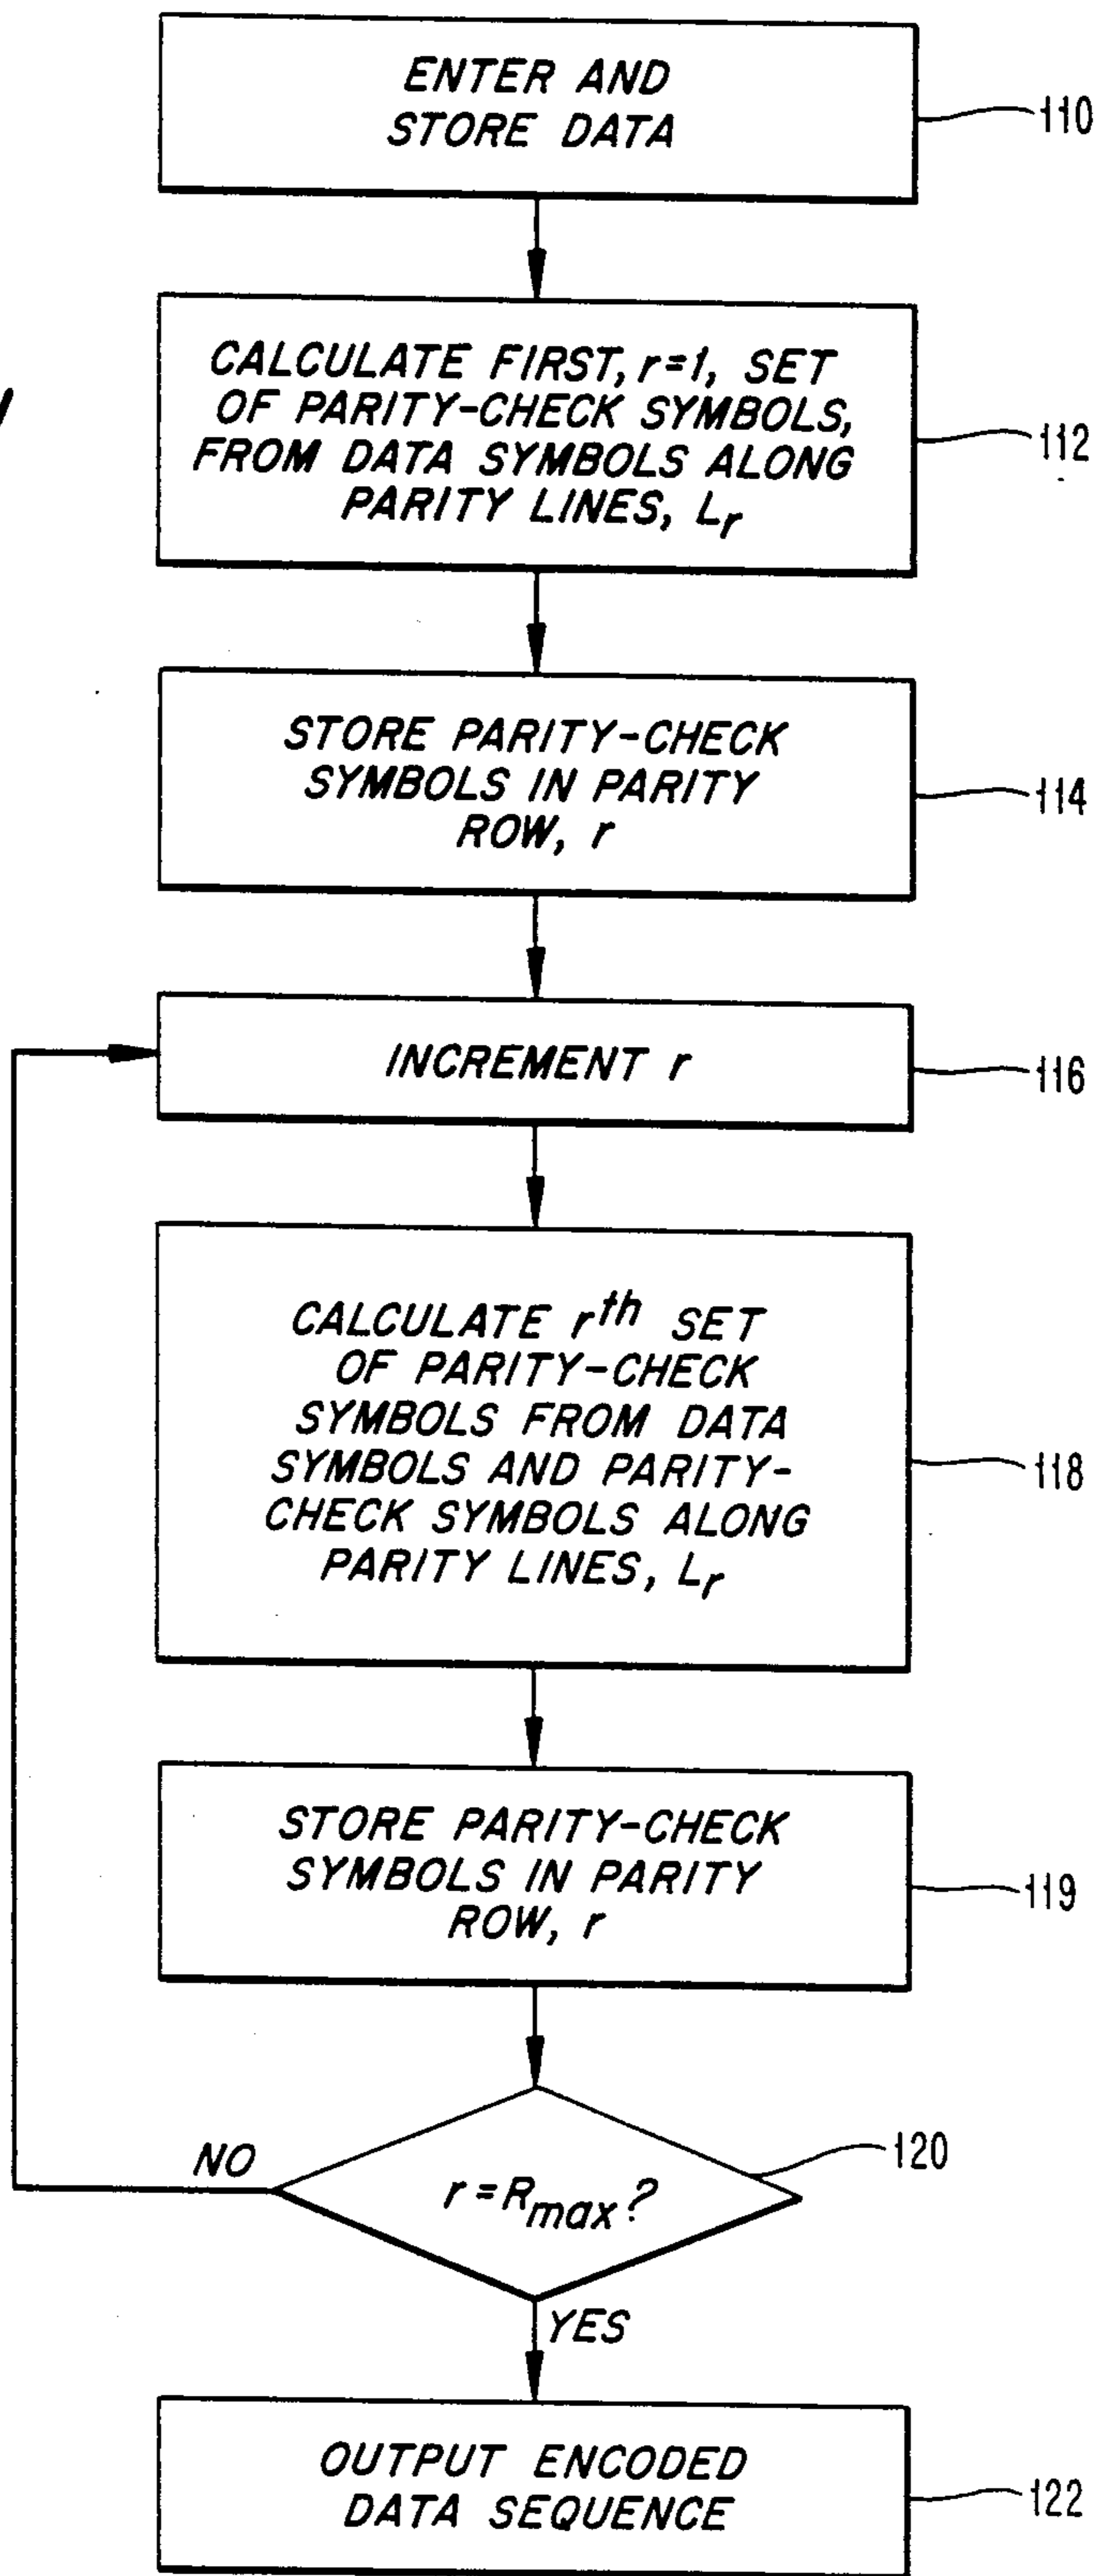 ENTER AND
STORE DATA
110
CALCULATE FIRST, r=1, SET
OF PARITY-CHECK SYMBOLS,
FROM DATA SYMBOLS ALONG
PARITY LINES, Lr
112
STORE PARITY-CHECK
SYMBOLS IN PARITY
ROW, r
114
INCREMENT r
116
CALCULATE rth SET
OF PARITY-CHECK
SYMBOLS FROM DATA
SYMBOLS AND PARITY-
CHECK SYMBOLS ALONG
PARITY LINES, Lr
118
STORE PARITY-CHECK
SYMBOLS IN PARITY
ROW, r
119
NO
r=Rmax?
120
YES
OUTPUT ENCODED
DATA SEQUENCE
122